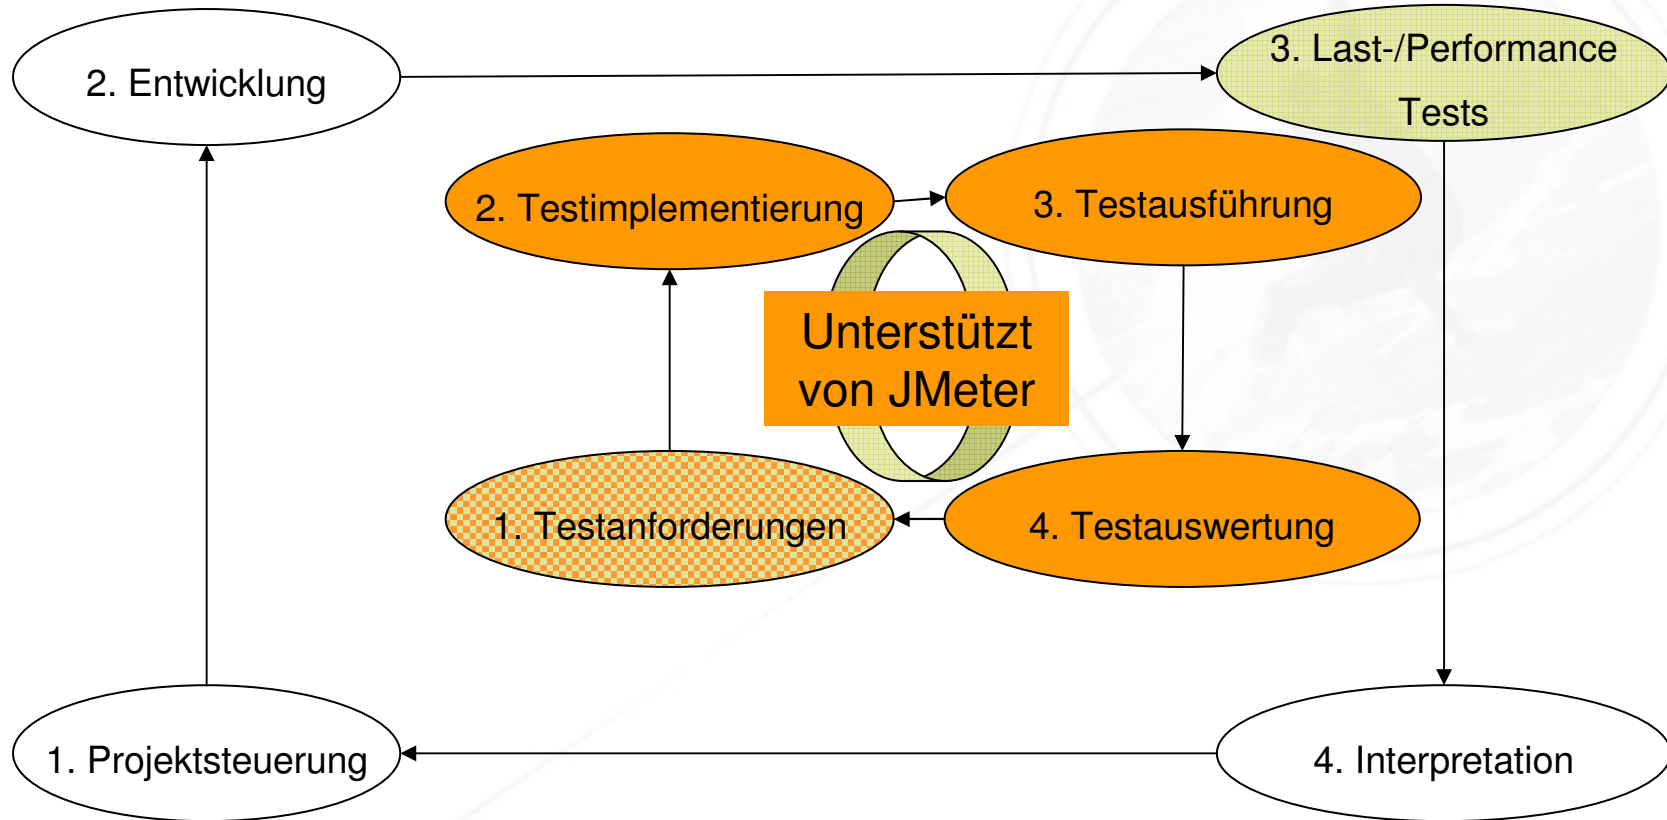 2. Entwicklung
3. Last-/Performance
Tests
2. Testimplementierung
3. Testausführung
Unterstützt
von JMeter
1. Testanforderungen
4. Testauswertung
1. Projektsteuerung
4. Interpretation